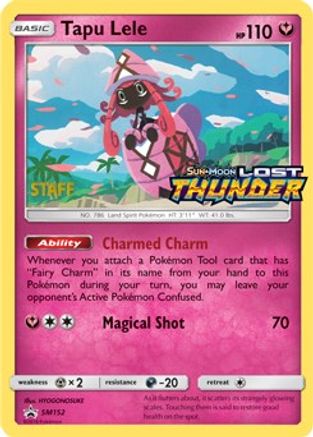 BASIC Tapu Lele HP110
STAFF
SUN & MOON LOST
THUNDER
NO. 786 Land Spirit Pokémon HT: 3'11" WT: 41.0 lbs.
Ability Charmed Charm
Whenever you attach a Pokémon Tool card that has
"Fairy Charm" in its name from your hand to this
Pokémon during your turn, you may leave your
opponent's Active Pokémon Confused.
Magical Shot 70
weakness ×2 resistance -20 retreat
Illus. HYOGONOSUKE
SM152
©2018 Pokémon
As it flutters about, it scatters its strangely glowing
scales. Touching them is said to restore good
health on the spot.